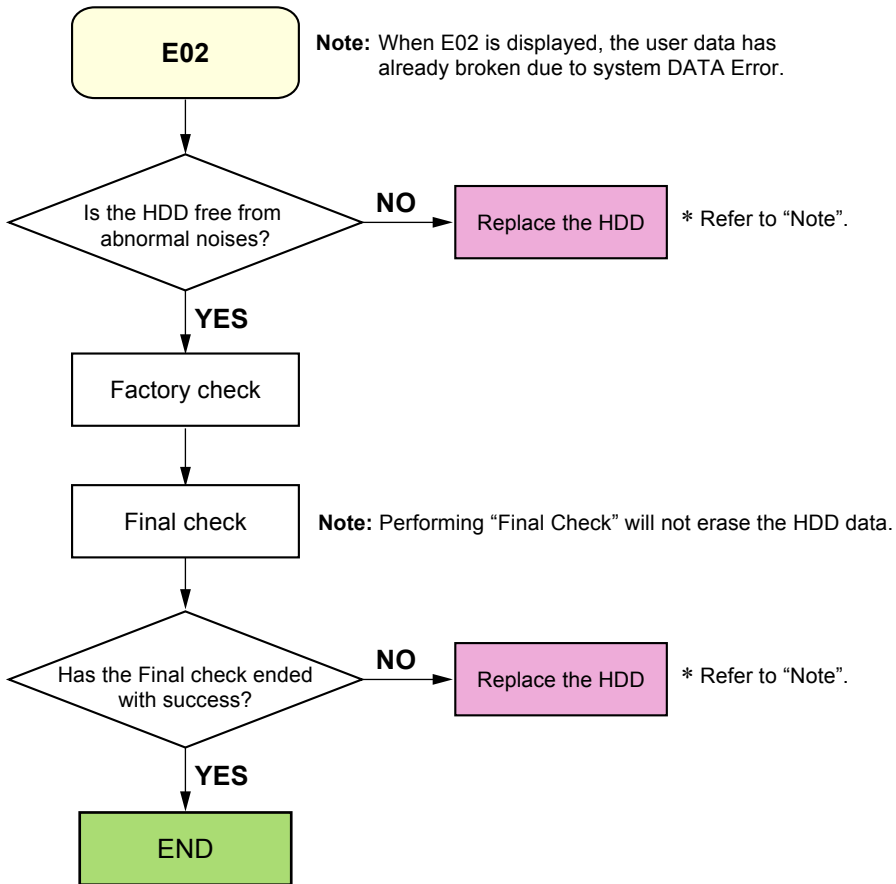 E02
Note: When E02 is displayed, the user data has
already broken due to system DATA Error.
Is the HDD free from
abnormal noises?
NO
Replace the HDD
* Refer to “Note”.
YES
Factory check
Final check
Note: Performing “Final Check” will not erase the HDD data.
Has the Final check ended
with success?
NO
Replace the HDD
* Refer to “Note”.
YES
END